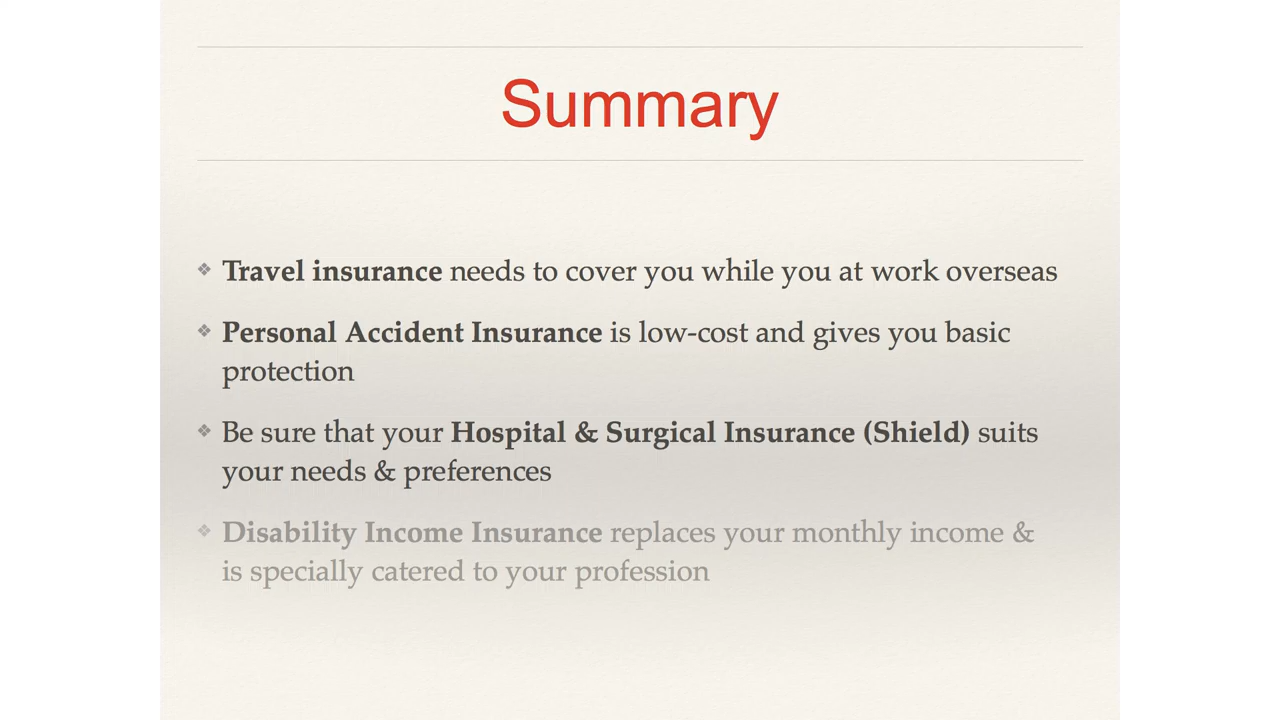 Summary
❖ Travel insurance needs to cover you while you at work overseas
❖ Personal Accident Insurance is low-cost and gives you basic
protection
❖ Be sure that your Hospital & Surgical Insurance (Shield) suits
your needs & preferences
❖ Disability Income Insurance replaces your monthly income &
is specially catered to your profession